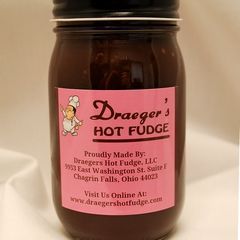 Draeger's
HOT FUDGE
Proudly Made By:
Draegers Hot Fudge, LLC
9953 East Washington St. Suite F
Chagrin Falls, Ohio 44023
Visit Us Online At:
www.draegershotfudge.com